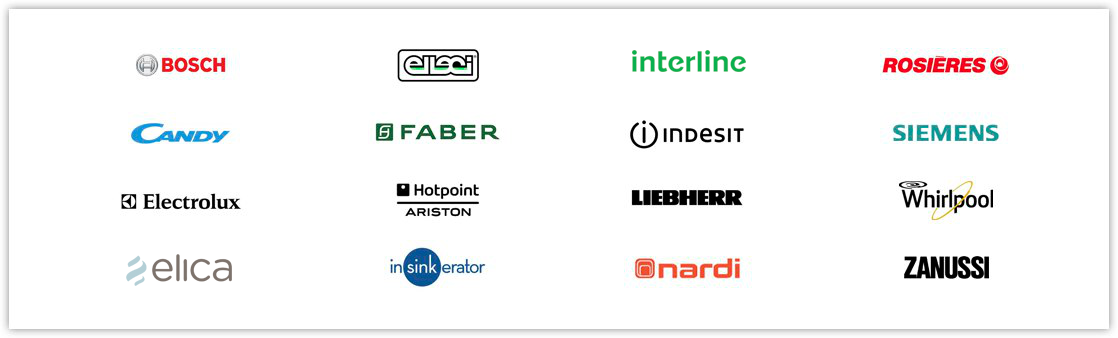 BOSCH
elleci
interline
ROSIÈRES
CANDY
FABER
INDESIT
SIEMENS
Electrolux
Hotpoint
ARISTON
LIEBHERR
Whirlpool
elica
insinkerator
nardi
ZANUSSI